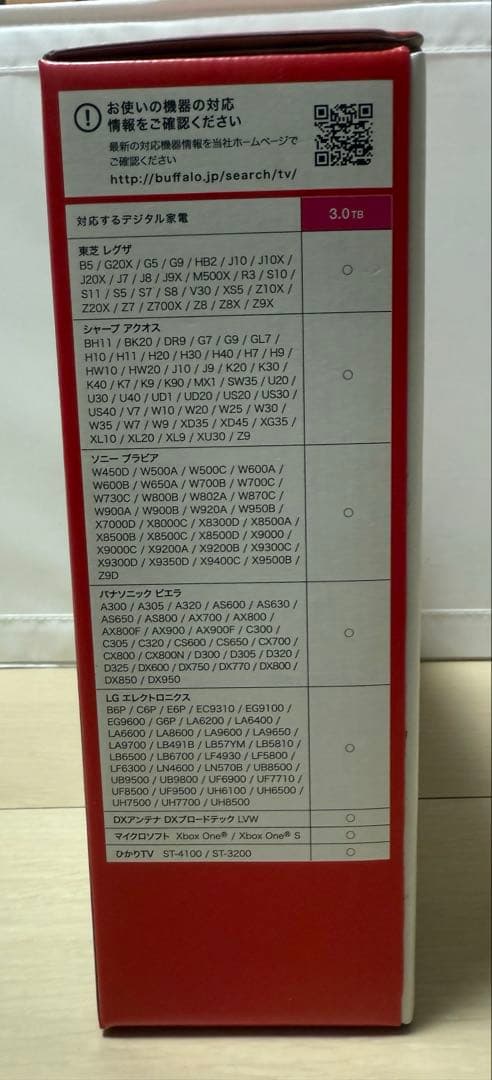 お使いの機器の対応
情報をご確認ください
最新の対応機器情報を当社ホームページで
ご確認ください
http://buffalo.jp/search/tv/
対応するデジタル家電 3.0TB
東芝 レグザ
B5 / G20X / G5 / G9 / HB2 / J10 / J10X /
J20X / J7 / J8 / J9X / M500X / R3 / S10 /
S11 / S5 / S7 / S8 / V30 / XS5 / Z10X /
Z20X / Z7 / Z700X / Z8 / Z8X / Z9X
○
シャープ アクオス
BH11 / BK20 / DR9 / G7 / G9 / GL7 /
H10 / H11 / H20 / H30 / H40 / H7 / H9 /
HW10 / HW20 / J10 / J9 / K20 / K30 /
K40 / K7 / K9 / K90 / MX1 / SW35 / U20 /
U30 / U40 / UD1 / UD20 / US20 / US30 /
US40 / V7 / W10 / W20 / W25 / W30 /
W35 / W7 / W9 / XD35 / XD45 / XG35 /
XL10 / XL20 / XL9 / XU30 / Z9
○
ソニー ブラビア
W450D / W500A / W500C / W600A /
W600B / W650A / W700B / W700C /
W730C / W800B / W802A / W870C /
W900A / W900B / W920A / W950B /
X7000D / X8000C / X8300D / X8500A /
X8500B / X8500C / X8500D / X9000 /
X9000C / X9200A / X9200B / X9300C /
X9300D / X9350D / X9400C / X9500B /
Z9D
○
パナソニック ビエラ
A300 / A305 / A320 / AS600 / AS630 /
AS650 / AS800 / AX700 / AX800 /
AX800F / AX900 / AX900F / C300 /
C305 / C320 / CS600 / CS650 / CX700 /
CX800 / CX800N / D300 / D305 / D320 /
D325 / DX600 / DX750 / DX770 / DX800 /
DX850 / DX950
○
LG エレクトロニクス
B6P / C6P / E6P / EC9310 / EG9100 /
EG9600 / G6P / LA6200 / LA6400 /
LA6600 / LA8600 / LA9600 / LA9650 /
LA9700 / LB491B / LB57YM / LB5810 /
LB6500 / LB6700 / LF4930 / LF5800 /
LF6300 / LN4600 / LN570B / UB8500 /
UB9500 / UB9800 / UF6900 / UF7710 /
UF8500 / UF9500 / UH6100 / UH6500 /
UH7500 / UH7700 / UH8500
○
DXアンテナ DXブロードテック LVW ○
マイクロソフト Xbox One® / Xbox One® S ○
ひかりTV ST-4100 / ST-3200 ○